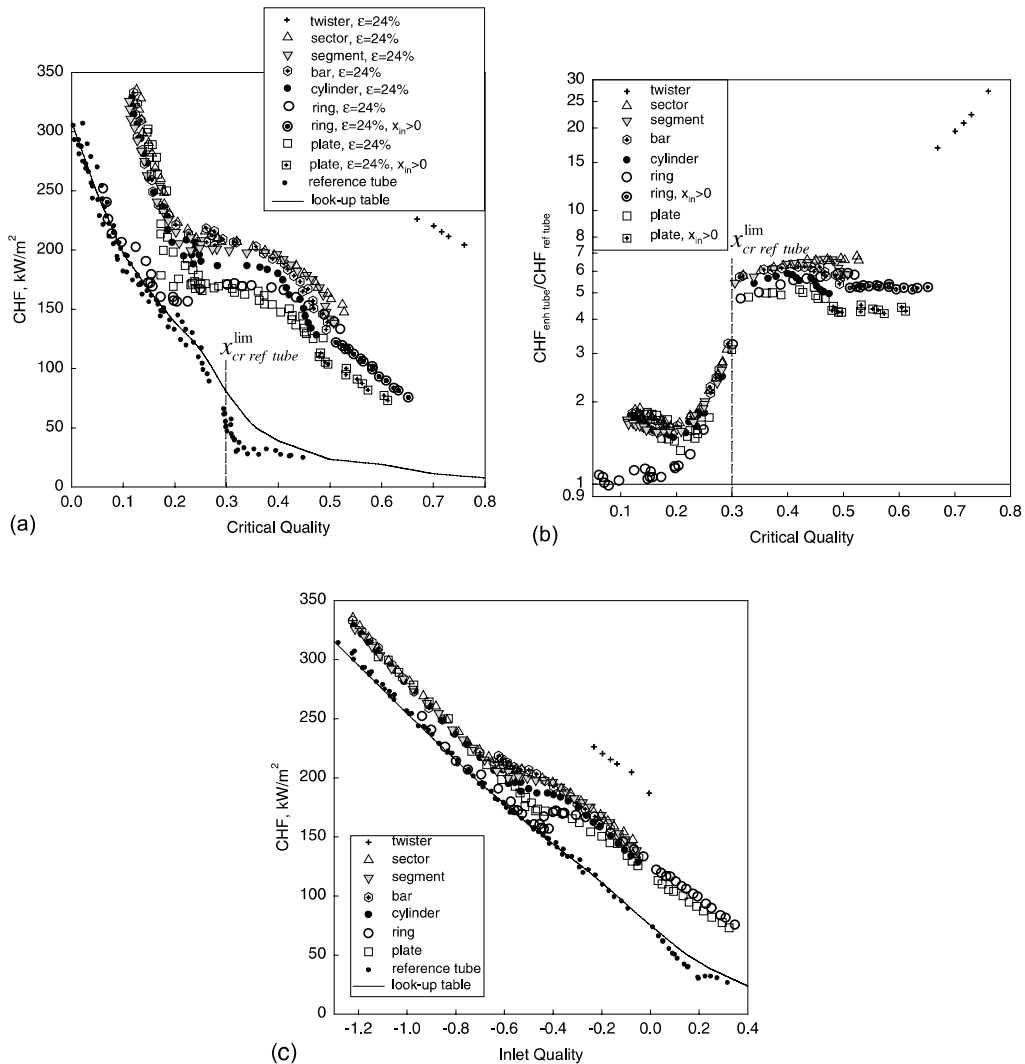 (a)
twister, ε=24%
sector, ε=24%
segment, ε=24%
bar, ε=24%
cylinder, ε=24%
ring, ε=24%
ring, ε=24%, x_in>0
plate, ε=24%
plate, ε=24%, x_in>0
reference tube
look-up table
CHF, kW/m²
350
300
250
200
150
100
50
0
x^lim_cr ref tube
0.0 0.1 0.2 0.3 0.4 0.5 0.6 0.7 0.8
Critical Quality
(b)
twister
sector
segment
bar
cylinder
ring
ring, x_in>0
plate
plate, x_in>0
CHF_enh tube/CHF_ref tube
30
25
20
15
10
7
6
5
4
3
2
1
0.9
x^lim_cr ref tube
0.1 0.2 0.3 0.4 0.5 0.6 0.7 0.8
Critical Quality
(c)
CHF, kW/m²
350
300
250
200
150
100
50
0
twister
sector
segment
bar
cylinder
ring
plate
reference tube
look-up table
-1.2 -1.0 -0.8 -0.6 -0.4 -0.2 0.0 0.2 0.4
Inlet Quality